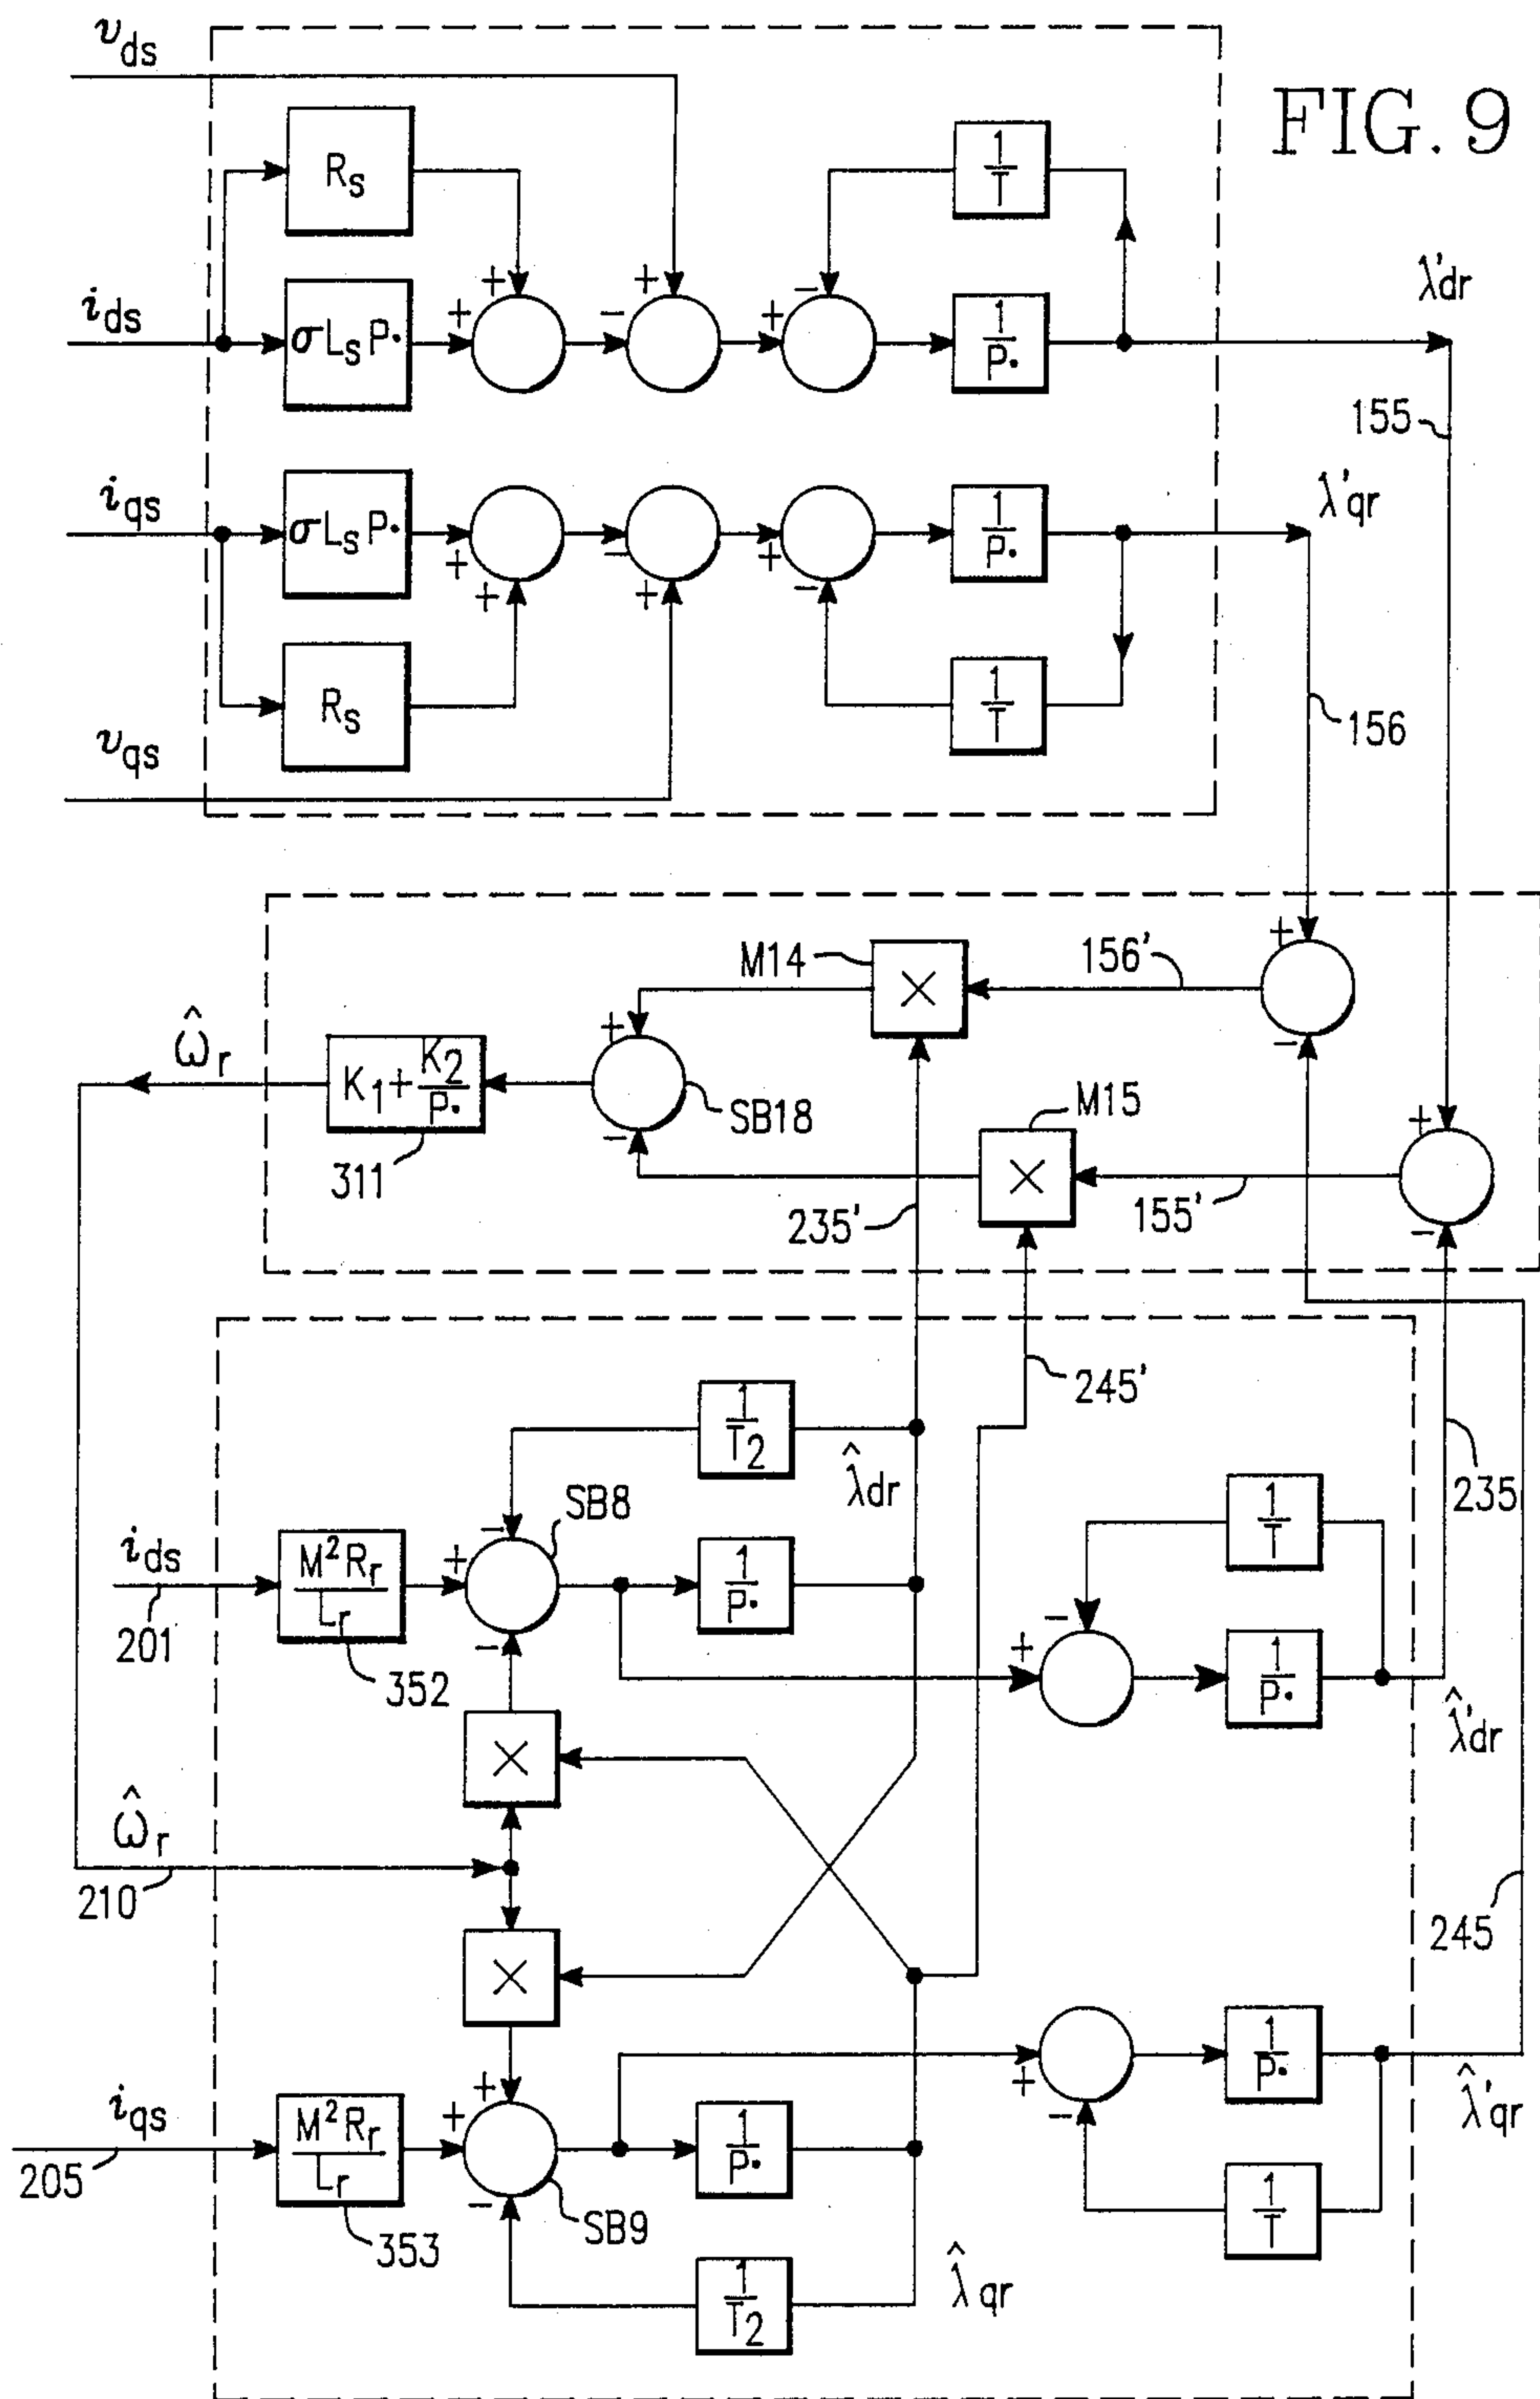 FIG. 9
v_ds
R_S
1/T
i_ds
σL_S P·
+
+
-
+
+
-
1/P·
λ'dr
155
i_qs
σL_S P·
+
+
-
+
+
-
1/P·
λ'qr
R_S
1/T
156
v_qs
M14
×
156'
+
-
ω̂_r
K_1 + K_2/P·
311
+
-
SB18
M15
×
155'
+
-
235'
245'
1/T_2
λ̂dr
SB8
1/T
235
i_ds
201
M²R_r/L_r
352
-
+
-
1/P·
-
+
1/P·
λ̂'dr
×
ω̂_r
210
×
245
i_qs
205
M²R_r/L_r
353
+
+
-
SB9
1/P·
+
-
1/P·
λ̂'qr
1/T
1/T_2
λ̂qr